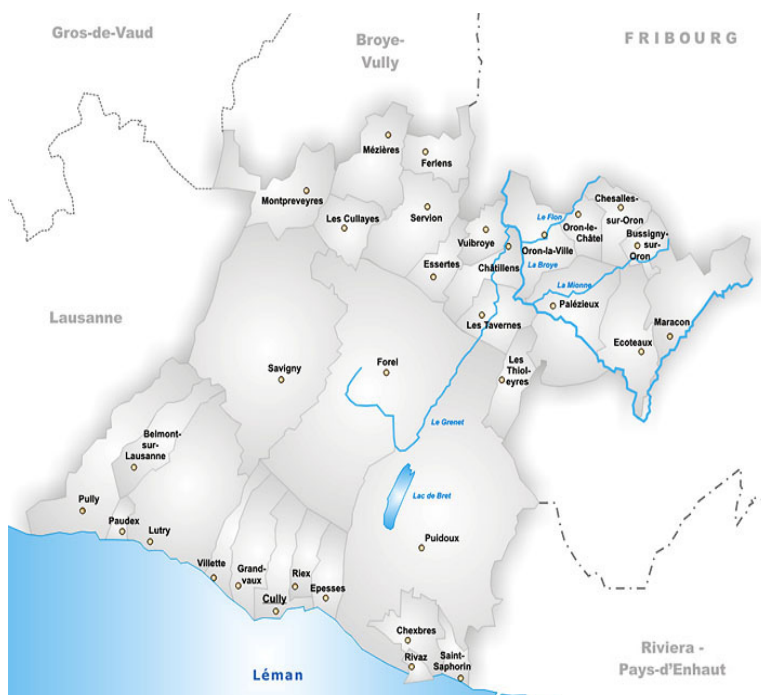 Gros-de-Vaud
Broye-
Vully
FRIBOURG
Mézières
Ferlens
Montpreveyres
Les Cullayes
Servion
Chesalles-
sur-Oron
Le Flon
Oron-le-
Châtel
Bussigny-
sur-
Oron
Vuibroye
Oron-la-Ville
Châtillens
La Broye
Essertes
La Mionne
Palézieux
Lausanne
Les Tavernes
Maracon
Ecoteaux
Savigny
Forel
Les
Thiol-
eyres
Le Grenet
Belmont-
sur-
Lausanne
Lac de Bret
Pully
Paudex
Lutry
Puidoux
Villette
Grand-
vaux
Riex
Epesses
Cully
Chexbres
Rivaz
Saint-
Saphorin
Léman
Riviera -
Pays-d'Enhaut